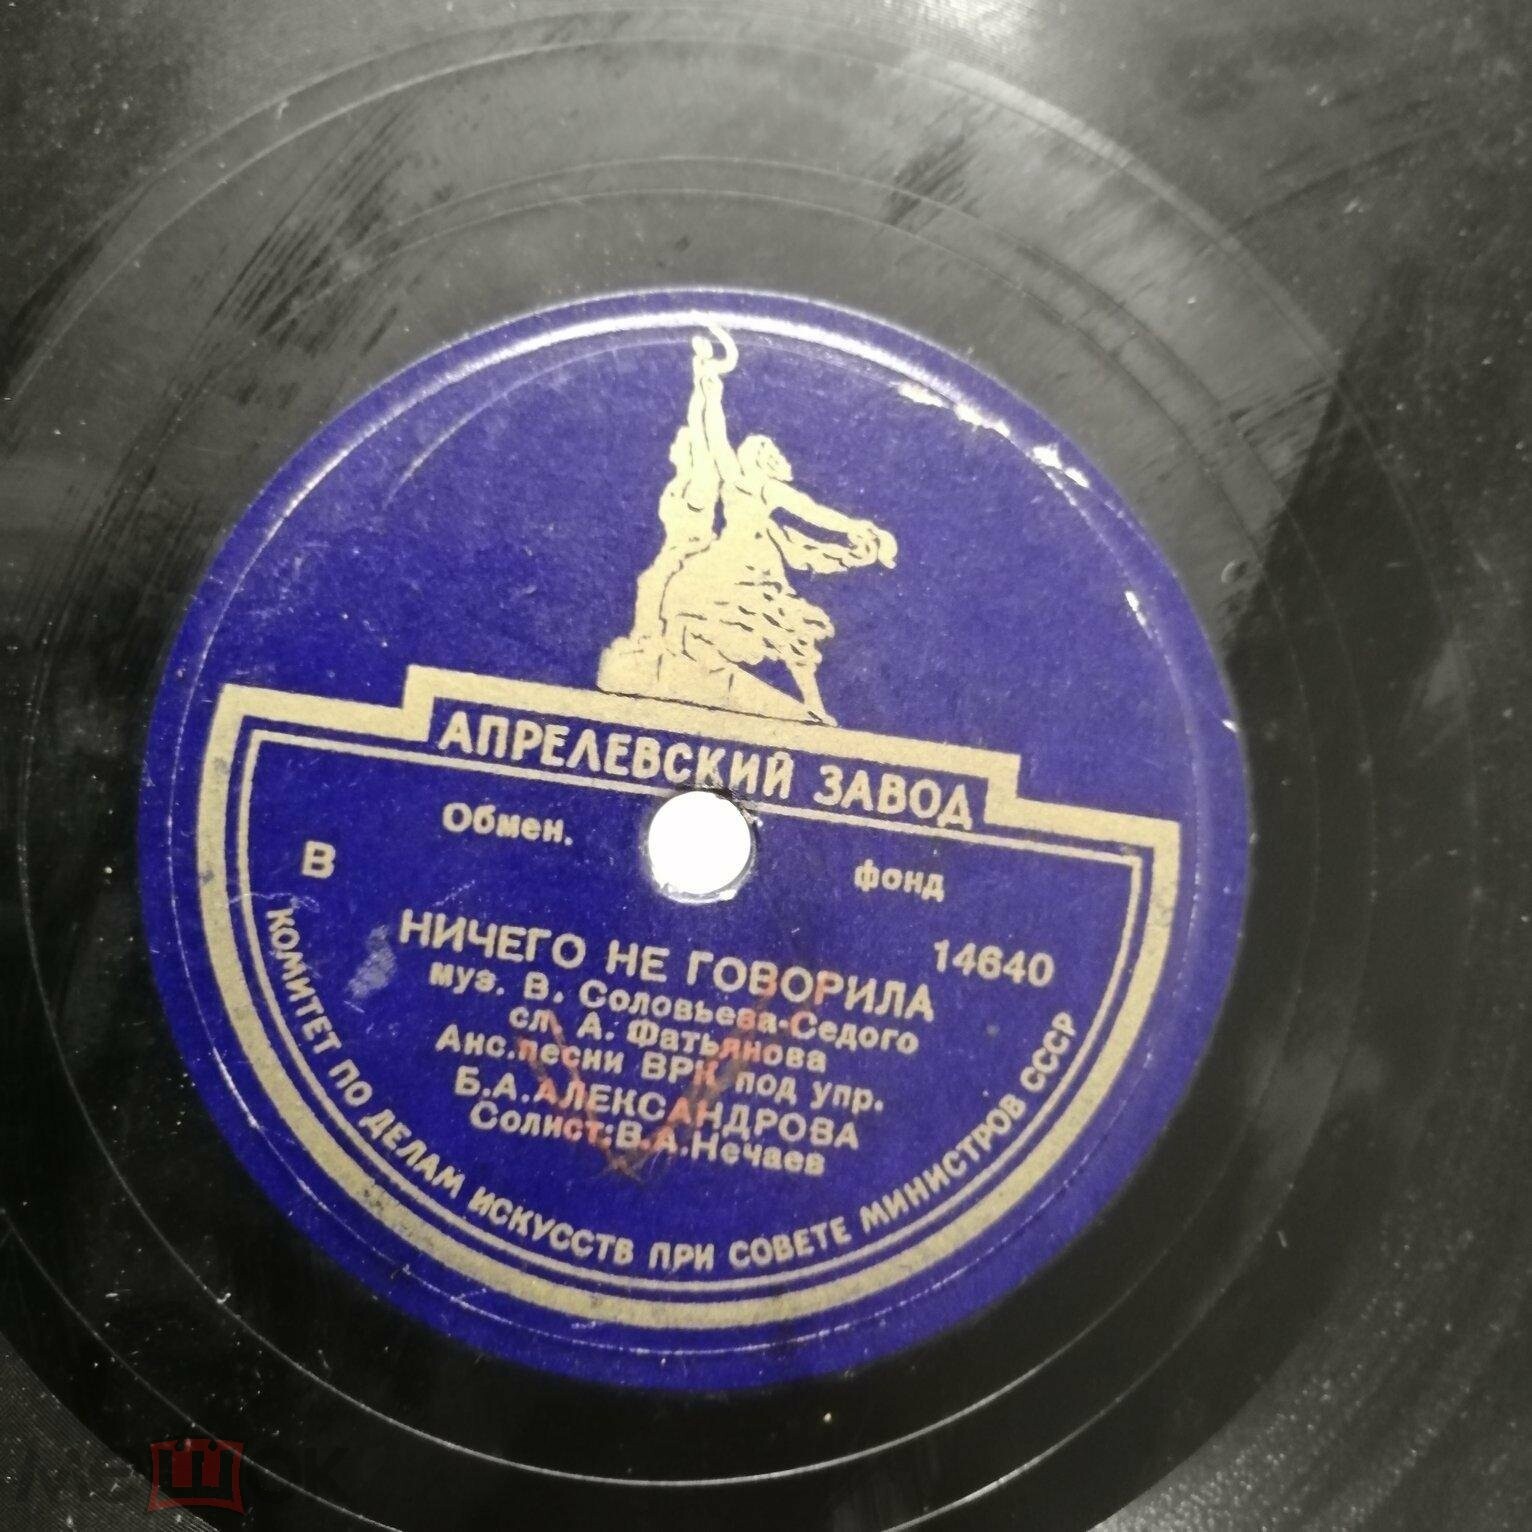 АПРЕЛЕВСКИЙ ЗАВОД
Обмен. фонд
В
14640
НИЧЕГО НЕ ГОВОРИЛА
муз. В. Соловьева-Седого
сл. А. Фатьянова
Анс.песни ВРК под упр.
Б.А.АЛЕКСАНДРОВА
Солист:В.А.Нечаев
КОМИТЕТ ПО ДЕЛАМ ИСКУССТВ ПРИ СОВЕТЕ МИНИСТРОВ СССР
МЕШОК